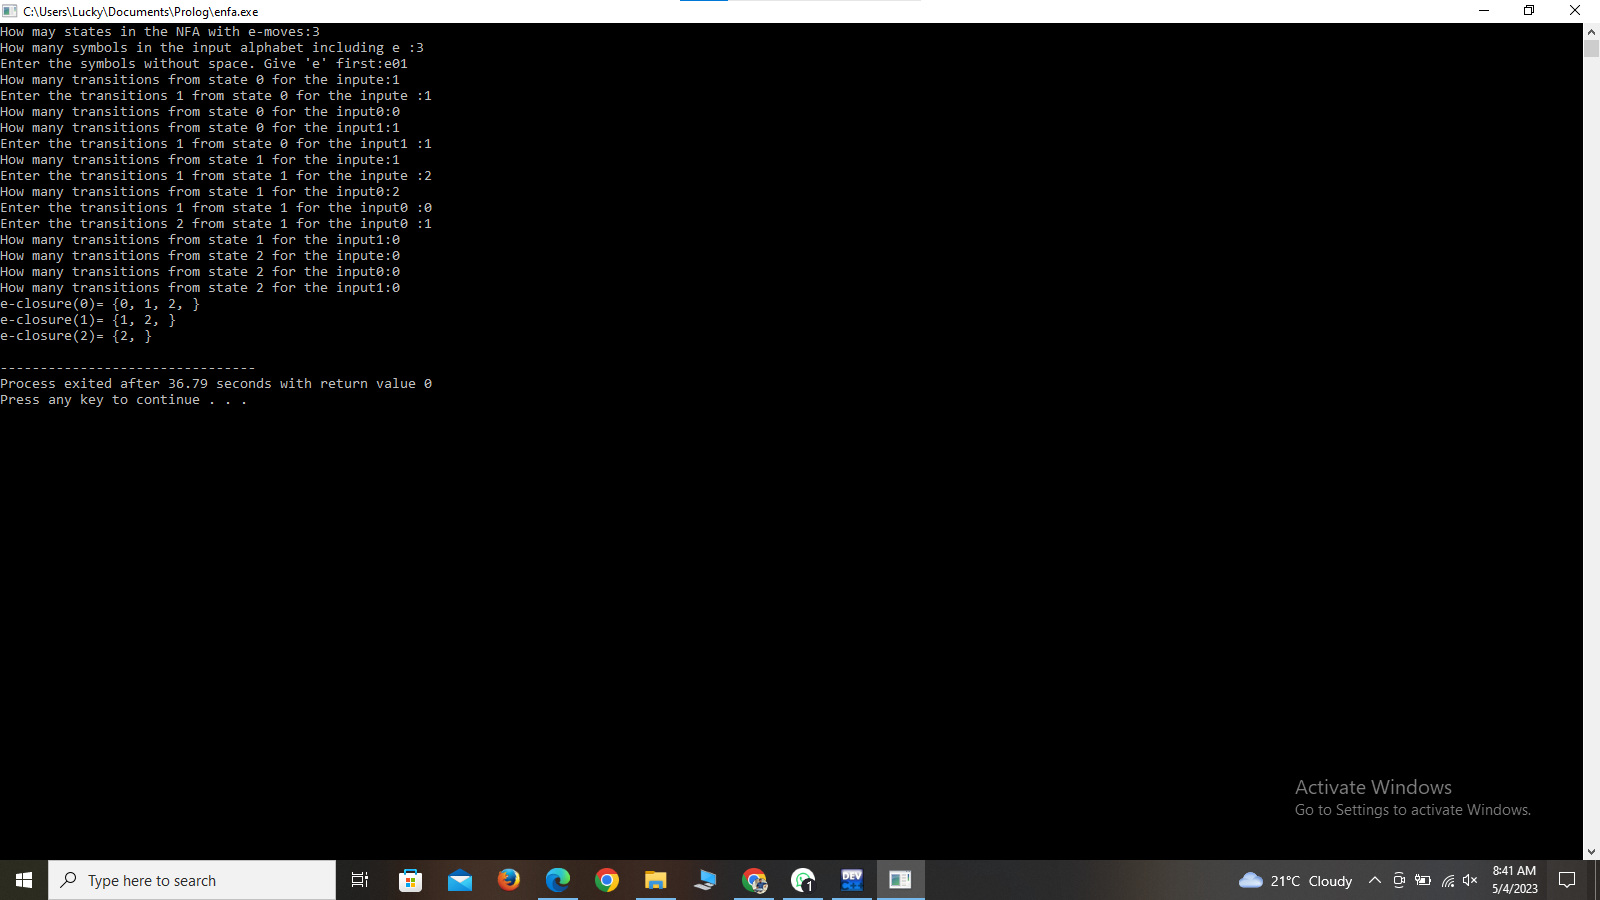 C:\Users\Lucky\Documents\Prolog\enfa.exe
How may states in the NFA with e-moves:3
How many symbols in the input alphabet including e :3
Enter the symbols without space. Give 'e' first:e01
How many transitions from state 0 for the inpute:1
Enter the transitions 1 from state 0 for the inpute :1
How many transitions from state 0 for the input0:0
How many transitions from state 0 for the input1:1
Enter the transitions 1 from state 0 for the input1 :1
How many transitions from state 1 for the inpute:1
Enter the transitions 1 from state 1 for the inpute :2
How many transitions from state 1 for the input0:2
Enter the transitions 1 from state 1 for the input0 :0
Enter the transitions 2 from state 1 for the input0 :1
How many transitions from state 1 for the input1:0
How many transitions from state 2 for the inpute:0
How many transitions from state 2 for the input0:0
How many transitions from state 2 for the input1:0
e-closure(0)= {0, 1, 2, }
e-closure(1)= {1, 2, }
e-closure(2)= {2, }
--------------------------------
Process exited after 36.79 seconds with return value 0
Press any key to continue . . .
Activate Windows
Go to Settings to activate Windows.
Type here to search
1
DEV
21°C Cloudy
8:41 AM
5/4/2023